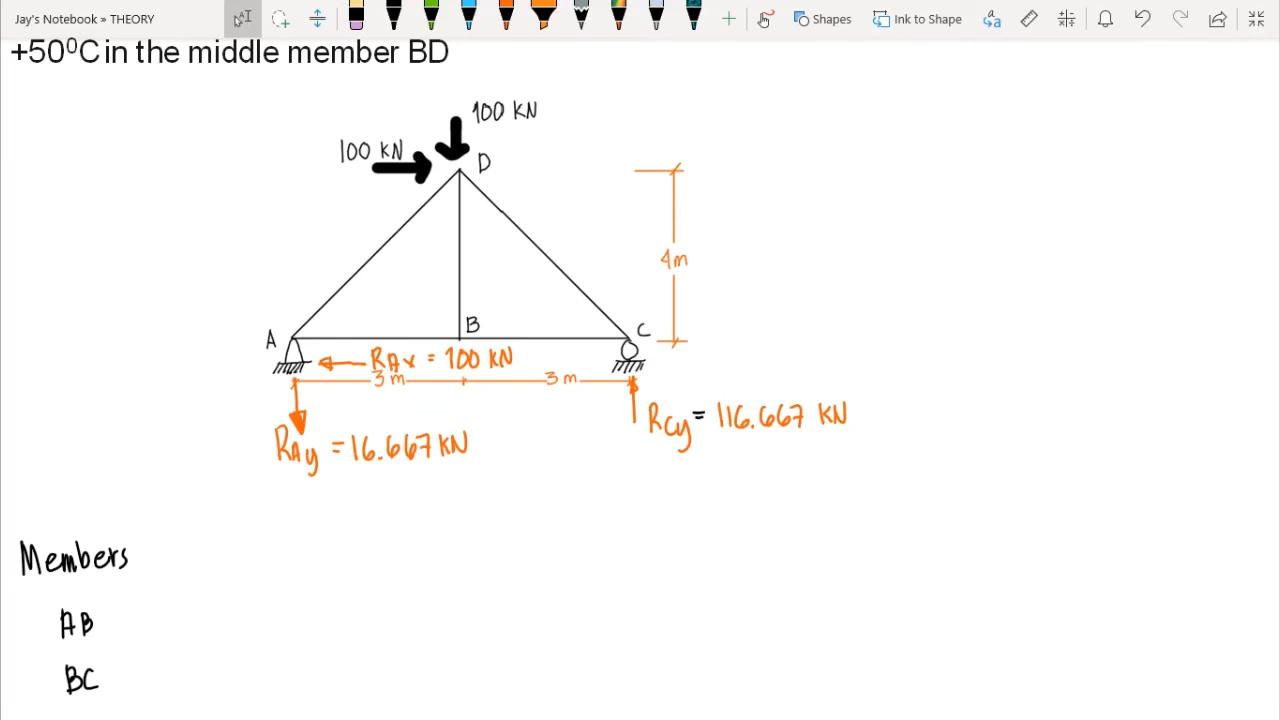 Jay's Notebook » THEORY
Shapes
Ink to Shape
+50⁰C in the middle member BD
100 KN
100 KN
D
4m
A
B
C
RAx = 100 KN
3 m
3 m
RAy = 16.667 KN
RCy = 116.667 KN
Members
AB
BC